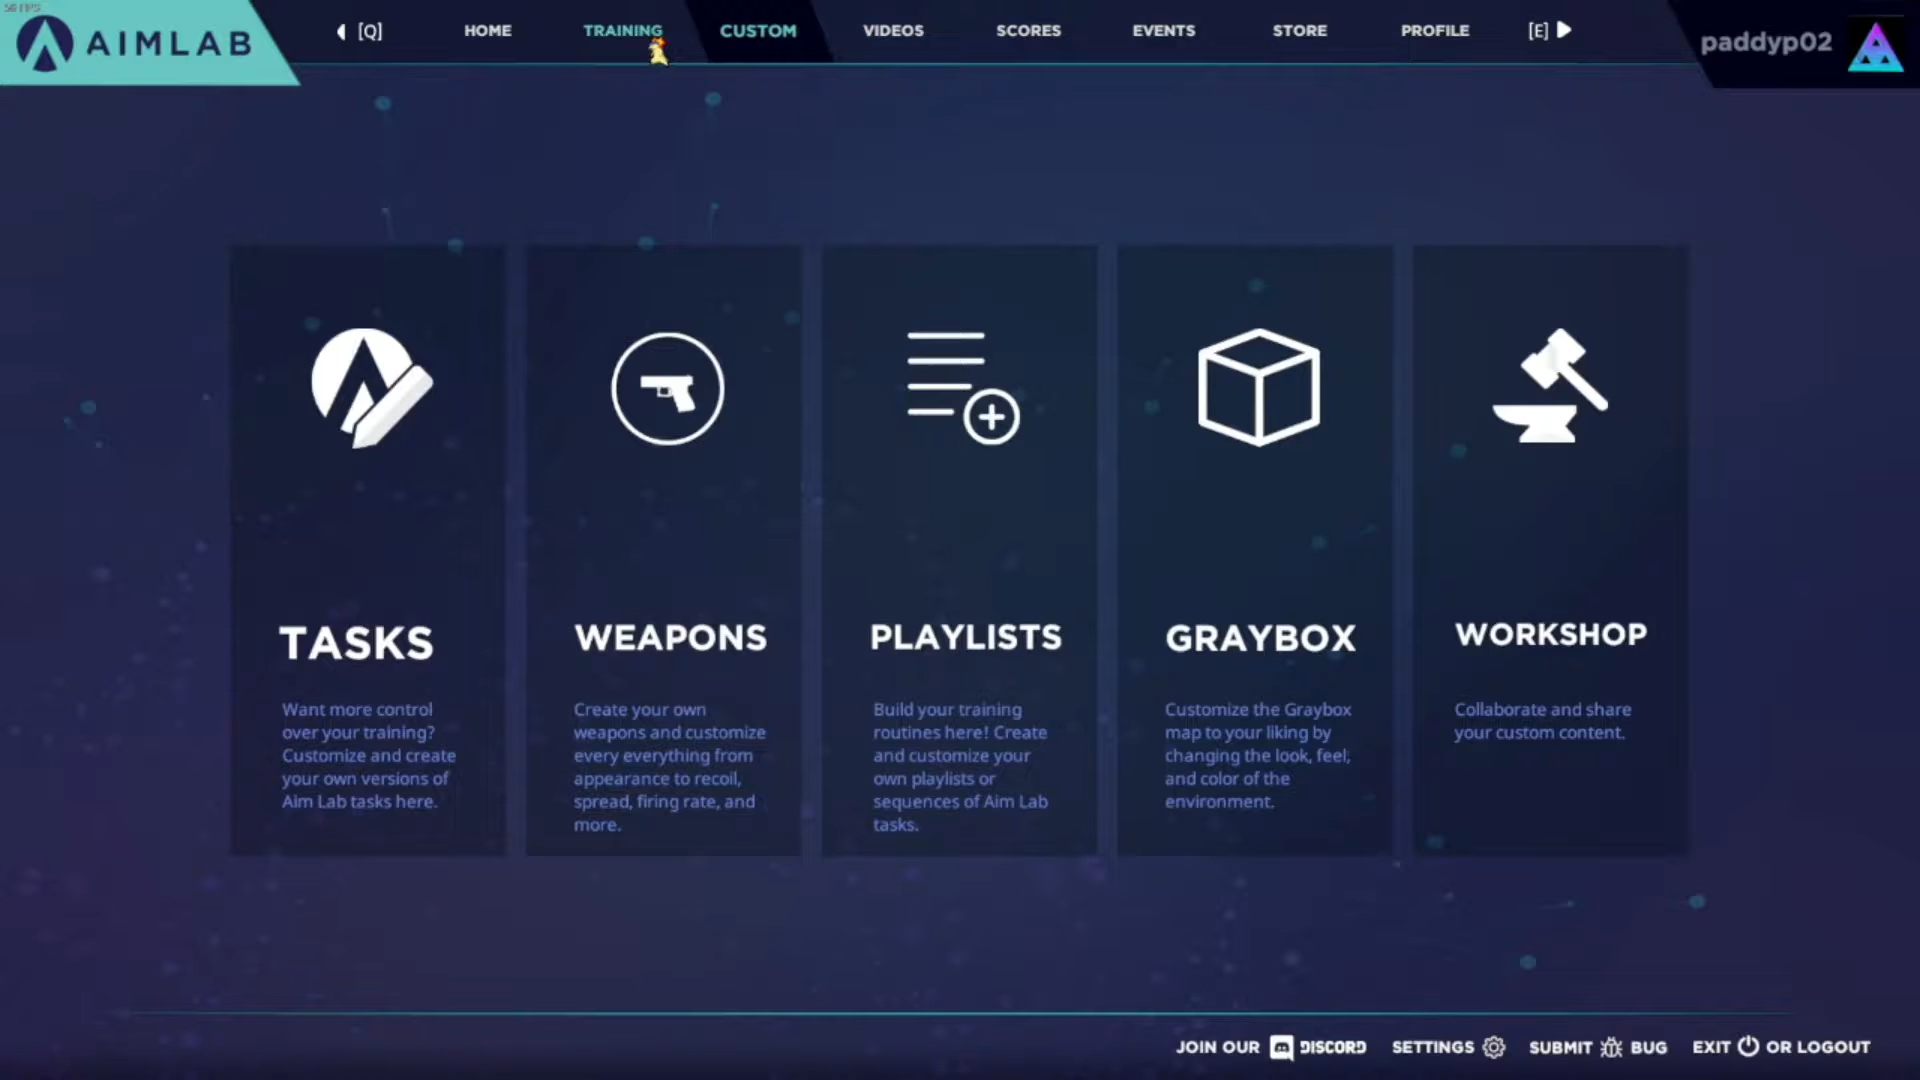 56 FPS
AIMLAB
[Q]
HOME
TRAINING
CUSTOM
VIDEOS
SCORES
EVENTS
STORE
PROFILE
[E]
paddyp02
TASKS
Want more control
over your training?
Customize and create
your own versions of
Aim Lab tasks here.
WEAPONS
Create your own
weapons and customize
every everything from
appearance to recoil,
spread, firing rate, and
more.
PLAYLISTS
Build your training
routines here! Create
and customize your
own playlists or
sequences of Aim Lab
tasks.
GRAYBOX
Customize the Graybox
map to your liking by
changing the look, feel,
and color of the
environment.
WORKSHOP
Collaborate and share
your custom content.
JOIN OUR DISCORD
SETTINGS
SUBMIT BUG
EXIT OR LOGOUT